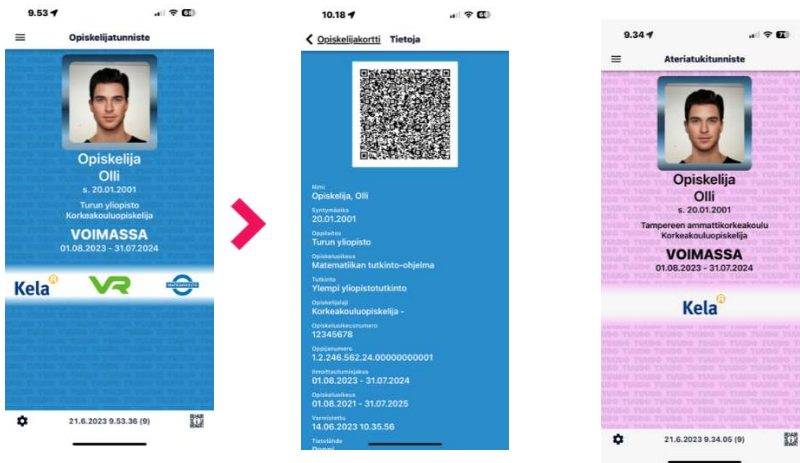 9.53
60
Opiskelijatunniste
Opiskelija
Olli
s. 20.01.2001
Turun yliopisto
Korkeakouluopiskelija
VOIMASSA
01.08.2023 - 31.07.2024
Kela
VR
MATKAHUOLTO
21.6.2023 9.53.36 (9)
10.18
Opiskelijakortti Tietoja
Nimi
Opiskelija, Olli
Syntymäaika
20.01.2001
Oppilaitos
Turun yliopisto
Opiskeluoikeus
Matematiikan tutkinto-ohjelma
Tutkinto
Ylempi yliopistotutkinto
Opiskelijalaji
Korkeakouluopiskelija -
Opiskeluoikeusnumero
12345678
Oppijanumero
1.2.246.562.24.00000000001
Ilmoittautumisjakso
01.08.2023 - 31.07.2024
Opiskeluoikeus
01.08.2021 - 31.07.2025
Varmistettu
14.06.2023 10.35.56
Tietolähde
9.34
Ateriatukitunniste
Opiskelija
Olli
s. 20.01.2001
Tampereen ammattikorkeakoulu
Korkeakouluopiskelija
VOIMASSA
01.08.2023 - 31.07.2024
Kela
21.6.2023 9.34.05 (9)